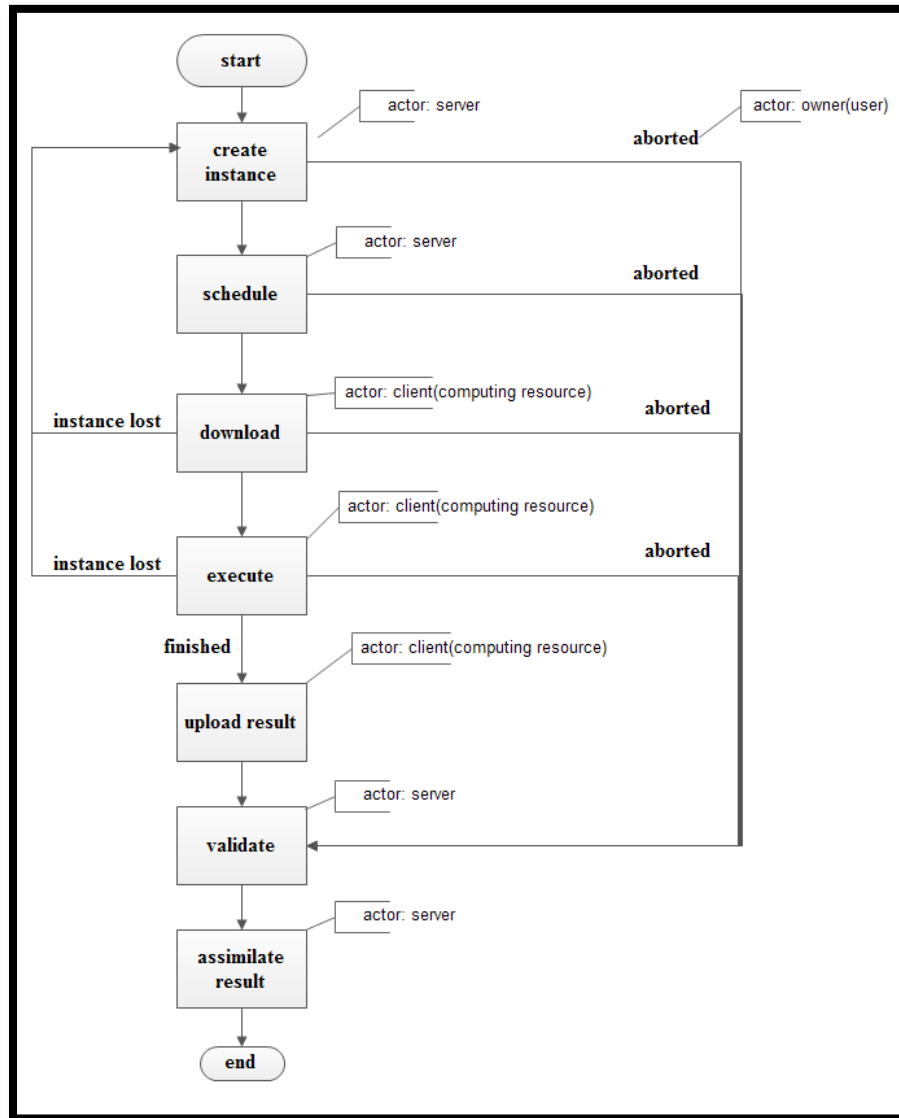 start
actor: server
actor: owner(user)
aborted
create
instance
actor: server
aborted
schedule
actor: client(computing resource)
instance lost
aborted
download
actor: client(computing resource)
instance lost
aborted
execute
finished
actor: client(computing resource)
upload result
actor: server
validate
actor: server
assimilate
result
end